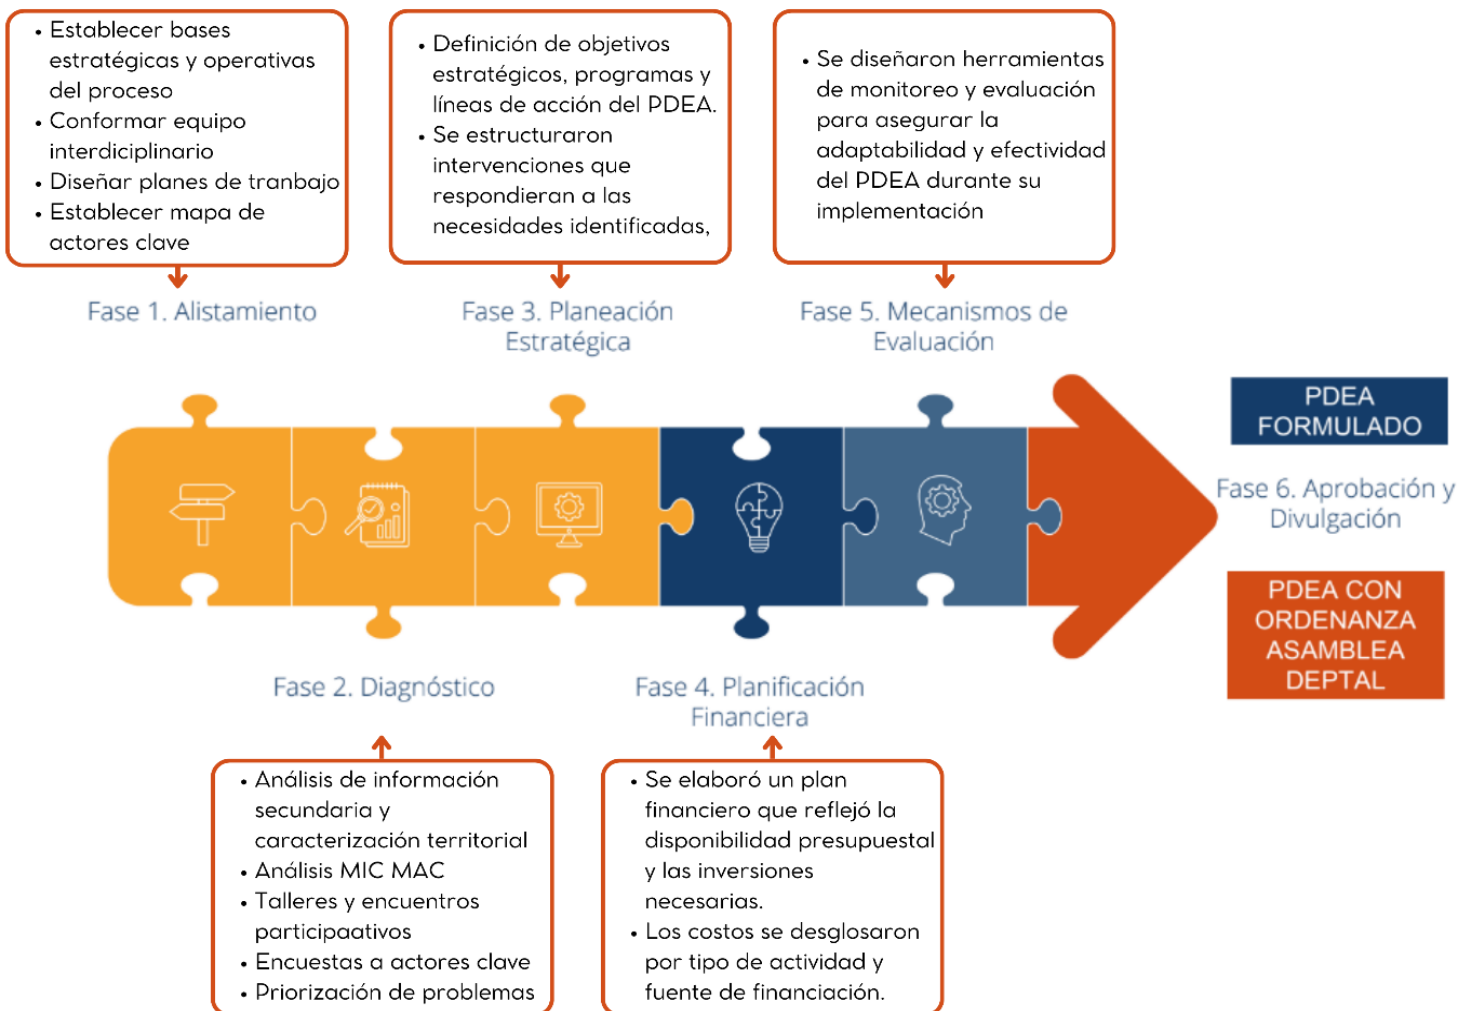 • Establecer bases
estratégicas y operativas
del proceso
• Conformar equipo
interdiciplinario
• Diseñar planes de tranbajo
• Establecer mapa de
actores clave
• Definición de objetivos
estratégicos, programas y
líneas de acción del PDEA.
• Se estructuraron
intervenciones que
respondieran a las
necesidades identificadas,
• Se diseñaron herramientas
de monitoreo y evaluación
para asegurar la
adaptabilidad y efectividad
del PDEA durante su
implementación
Fase 1. Alistamiento
Fase 3. Planeación
Estratégica
Fase 5. Mecanismos de
Evaluación
PDEA
FORMULADO
Fase 6. Aprobación y
Divulgación
PDEA CON
ORDENANZA
ASAMBLEA
DEPTAL
Fase 2. Diagnóstico
Fase 4. Planificación
Financiera
• Análisis de información
secundaria y
caracterización territorial
• Análisis MIC MAC
• Talleres y encuentros
participaativos
• Encuestas a actores clave
• Priorización de problemas
• Se elaboró un plan
financiero que reflejó la
disponibilidad presupuestal
y las inversiones
necesarias.
• Los costos se desglosaron
por tipo de actividad y
fuente de financiación.